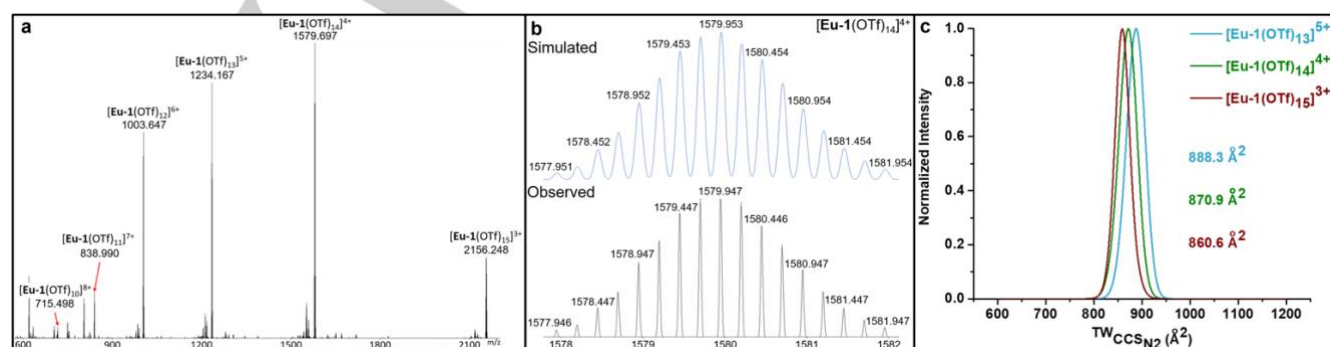 a
[Eu-1(OTf)14]4+
1579.697
[Eu-1(OTf)13]5+
1234.167
[Eu-1(OTf)12]6+
1003.647
[Eu-1(OTf)11]7+
838.990
[Eu-1(OTf)10]8+
715.498
[Eu-1(OTf)15]3+
2156.248
600 900 1200 1500 1800 2100 m/z
b
[Eu-1(OTf)14]4+
Simulated
1579.953
1579.453
1580.454
1578.952
1580.954
1578.452
1581.454
1577.951
1581.954
Observed
1579.947
1579.447
1580.446
1578.947
1580.947
1578.447
1581.447
1577.946
1581.947
1578 1579 1580 1581 1582
c
Normalized Intensity
1.0
0.8
0.6
0.4
0.2
0.0
[Eu-1(OTf)13]5+
[Eu-1(OTf)14]4+
[Eu-1(OTf)15]3+
888.3 Å2
870.9 Å2
860.6 Å2
600 700 800 900 1000 1100 1200
TWCCSN2 (Å2)